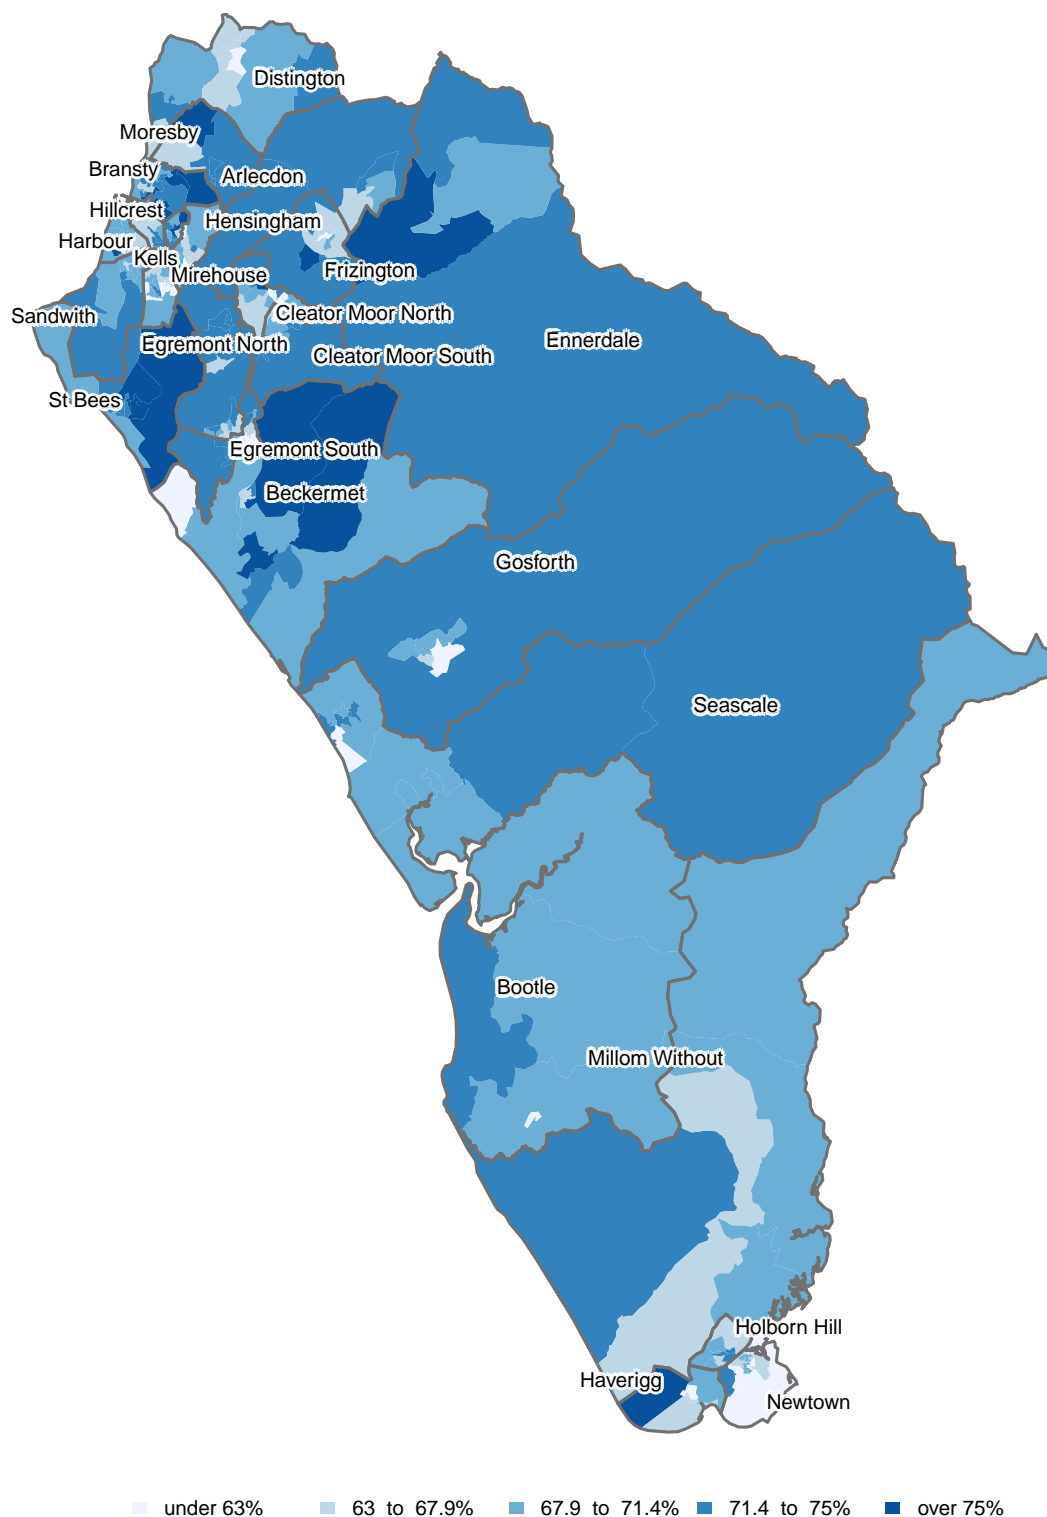 Distington
Moresby
Bransty
Arlecdon
Hillcrest
Hensingham
Harbour
Kells
Mirehouse
Frizington
Sandwith
Cleator Moor North
Egremont North
Ennerdale
Cleator Moor South
St Bees
Egremont South
Beckermet
Gosforth
Seascale
Bootle
Millom Without
Holborn Hill
Haverigg
Newtown
under 63%
63 to 67.9%
67.9 to 71.4%
71.4 to 75%
over 75%